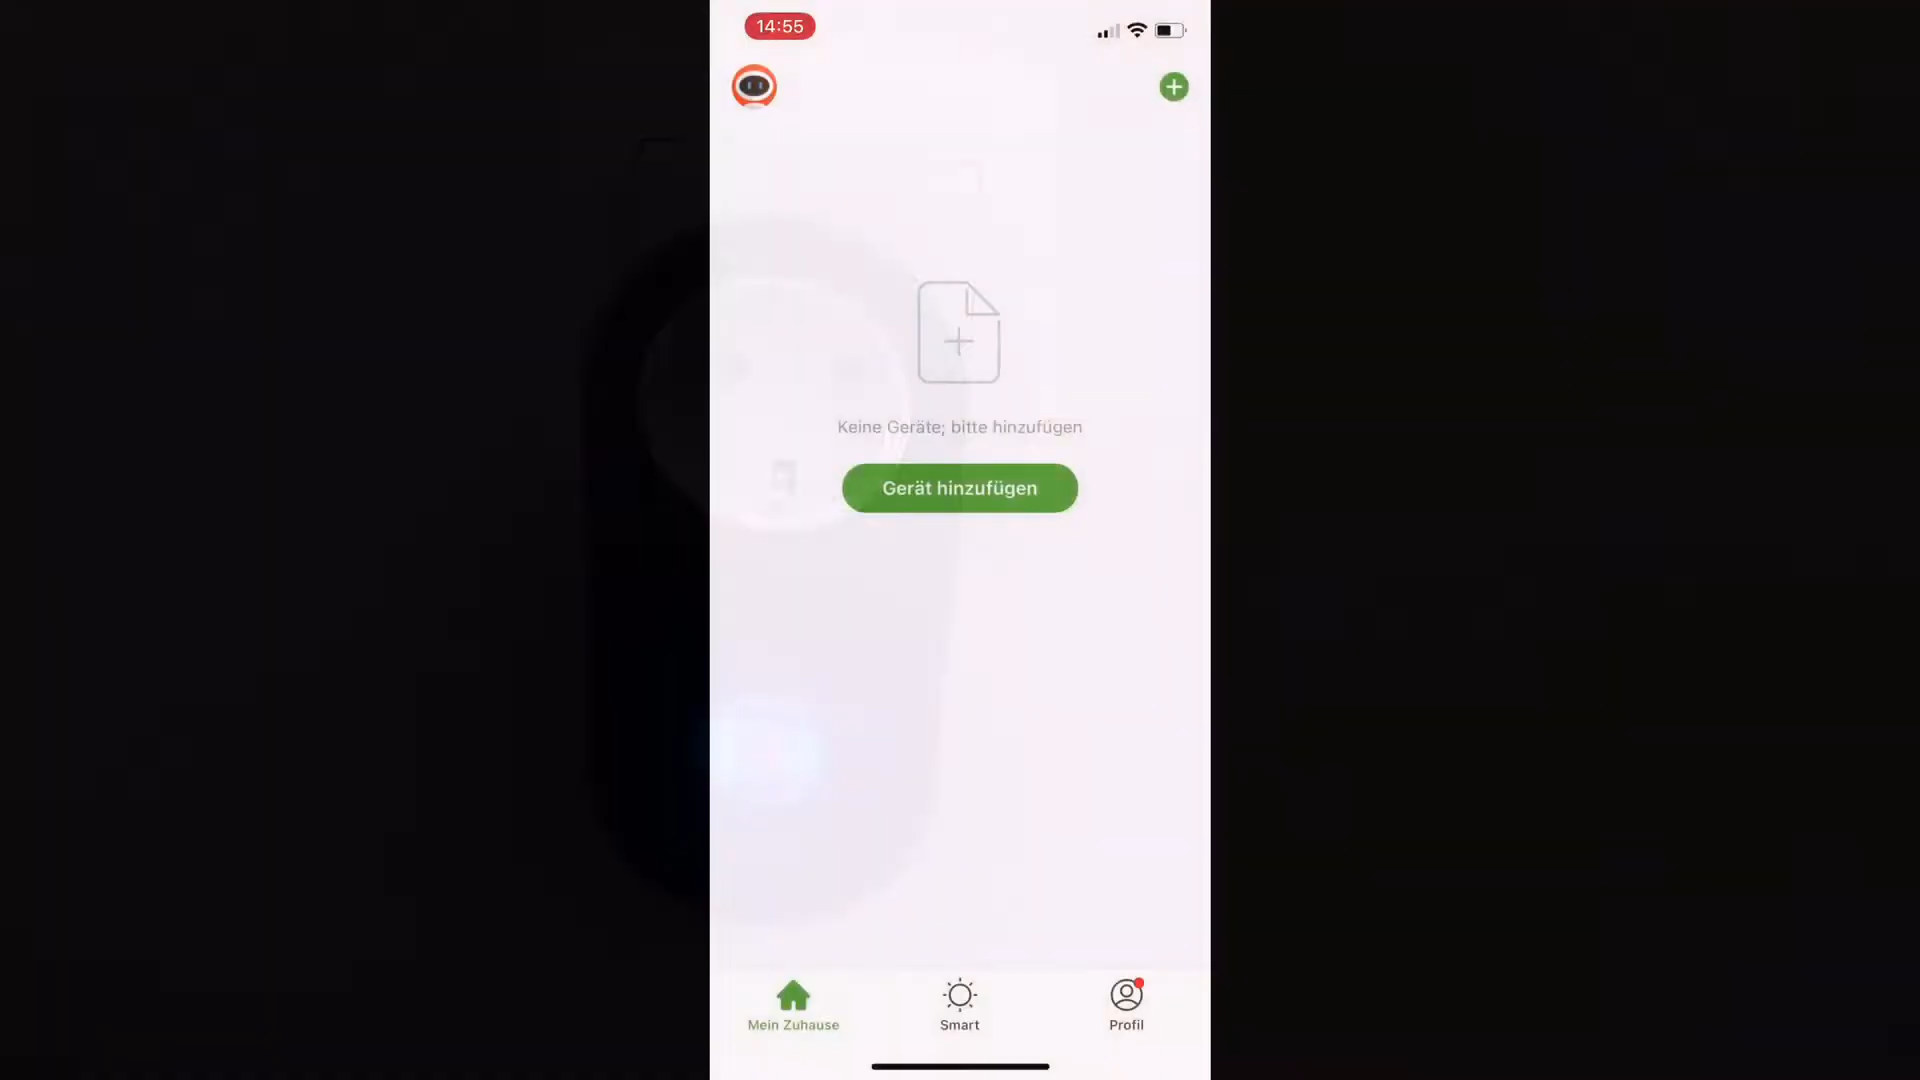 14:55
Keine Geräte; bitte hinzufügen
Gerät hinzufügen
Mein Zuhause
Smart
Profil